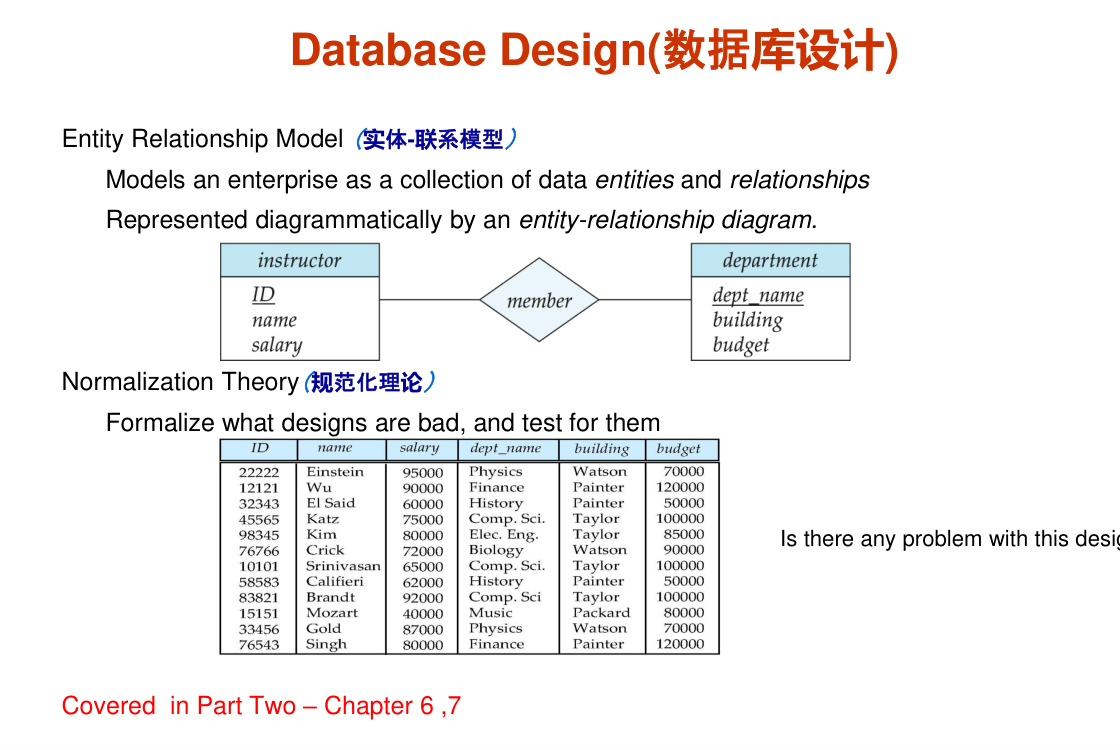 Database Design(数据库设计)
Entity Relationship Model (实体-联系模型)
Models an enterprise as a collection of data entities and relationships
Represented diagrammatically by an entity-relationship diagram.
instructor
ID
name
salary
member
department
dept_name
building
budget
Normalization Theory(规范化理论)
Formalize what designs are bad, and test for them
ID name salary dept_name building budget
22222 Einstein 95000 Physics Watson 70000
12121 Wu 90000 Finance Painter 120000
32343 El Said 60000 History Painter 50000
45565 Katz 75000 Comp. Sci. Taylor 100000
98345 Kim 80000 Elec. Eng. Taylor 85000
76766 Crick 72000 Biology Watson 90000
10101 Srinivasan 65000 Comp. Sci. Taylor 100000
58583 Califieri 62000 History Painter 50000
83821 Brandt 92000 Comp. Sci Taylor 100000
15151 Mozart 40000 Music Packard 80000
33456 Gold 87000 Physics Watson 70000
76543 Singh 80000 Finance Painter 120000
Is there any problem with this
Covered in Part Two – Chapter 6 ,7